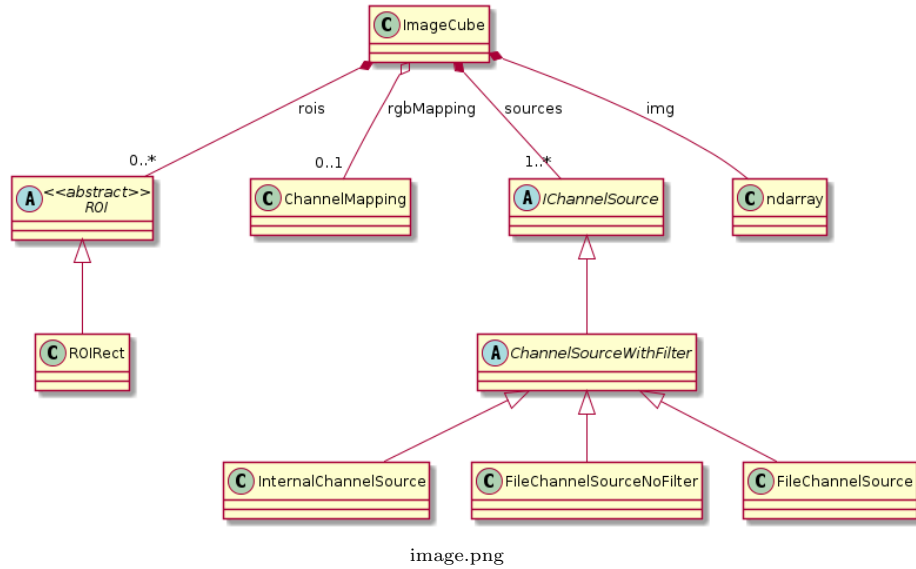 C ImageCube
rois
rgbMapping
sources
img
0..*
0..1
1..*
A <<abstract>>
ROI
C ChannelMapping
A IChannelSource
C ndarray
C ROIRect
A ChannelSourceWithFilter
C InternalChannelSource
C FileChannelSourceNoFilter
C FileChannelSource
image.png